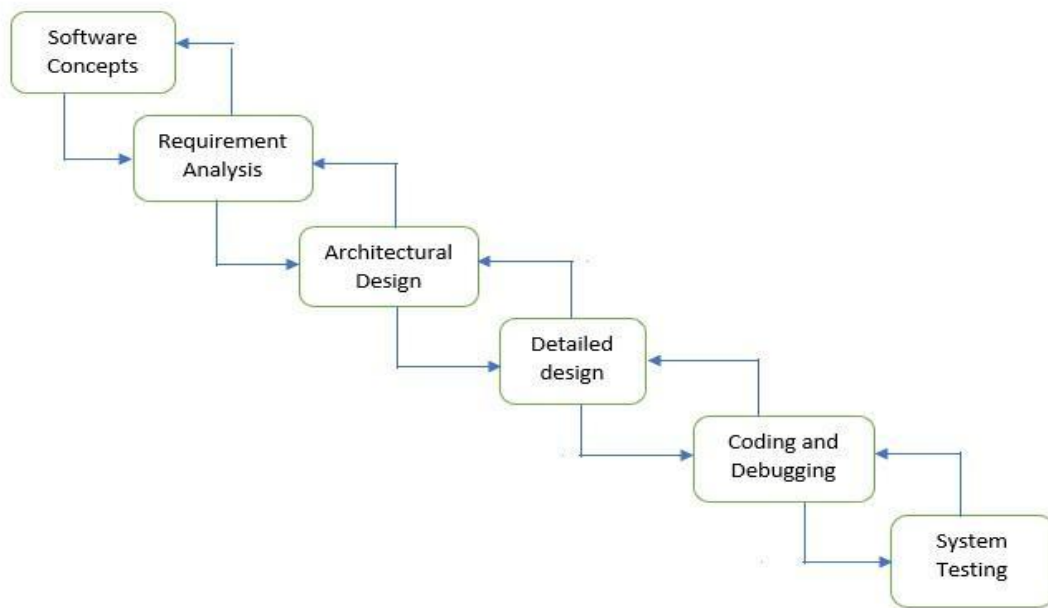 Software
Concepts
Requirement
Analysis
Architectural
Design
Detailed
design
Coding and
Debugging
System
Testing